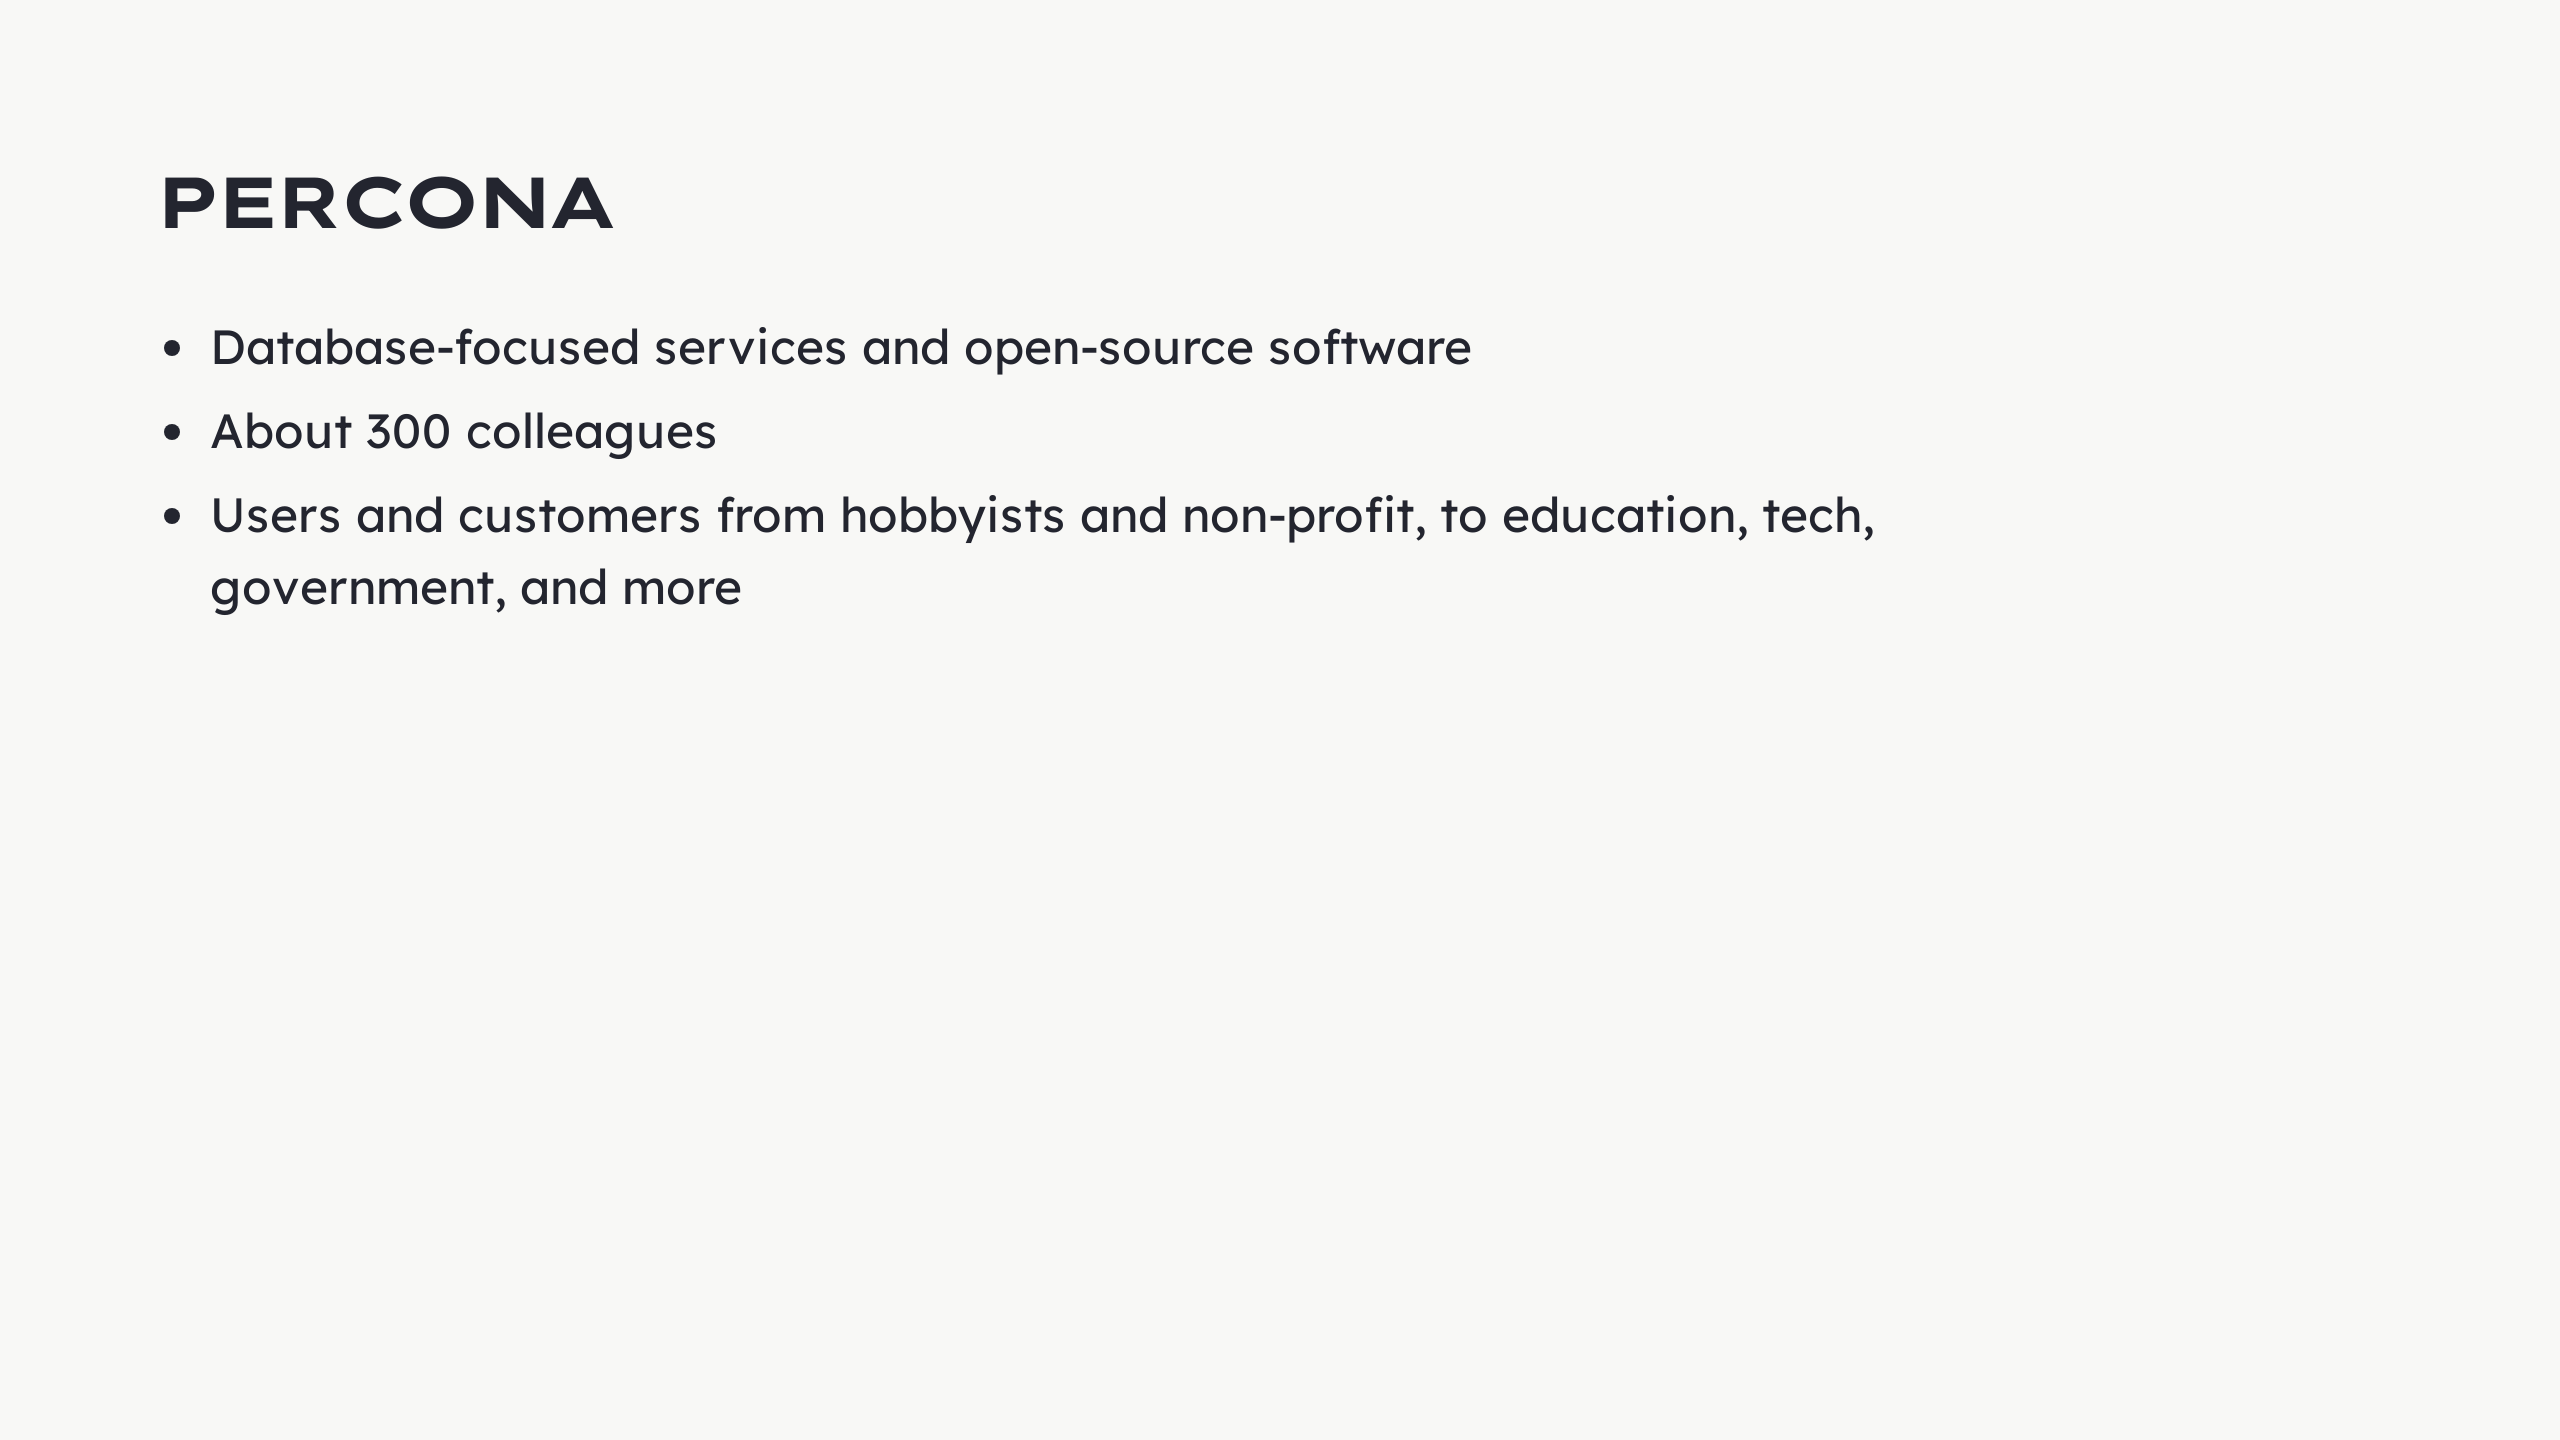 PERCONA
• Database-focused services and open-source software
• About 300 colleagues
• Users and customers from hobbyists and non-profit, to education, tech,
government, and more